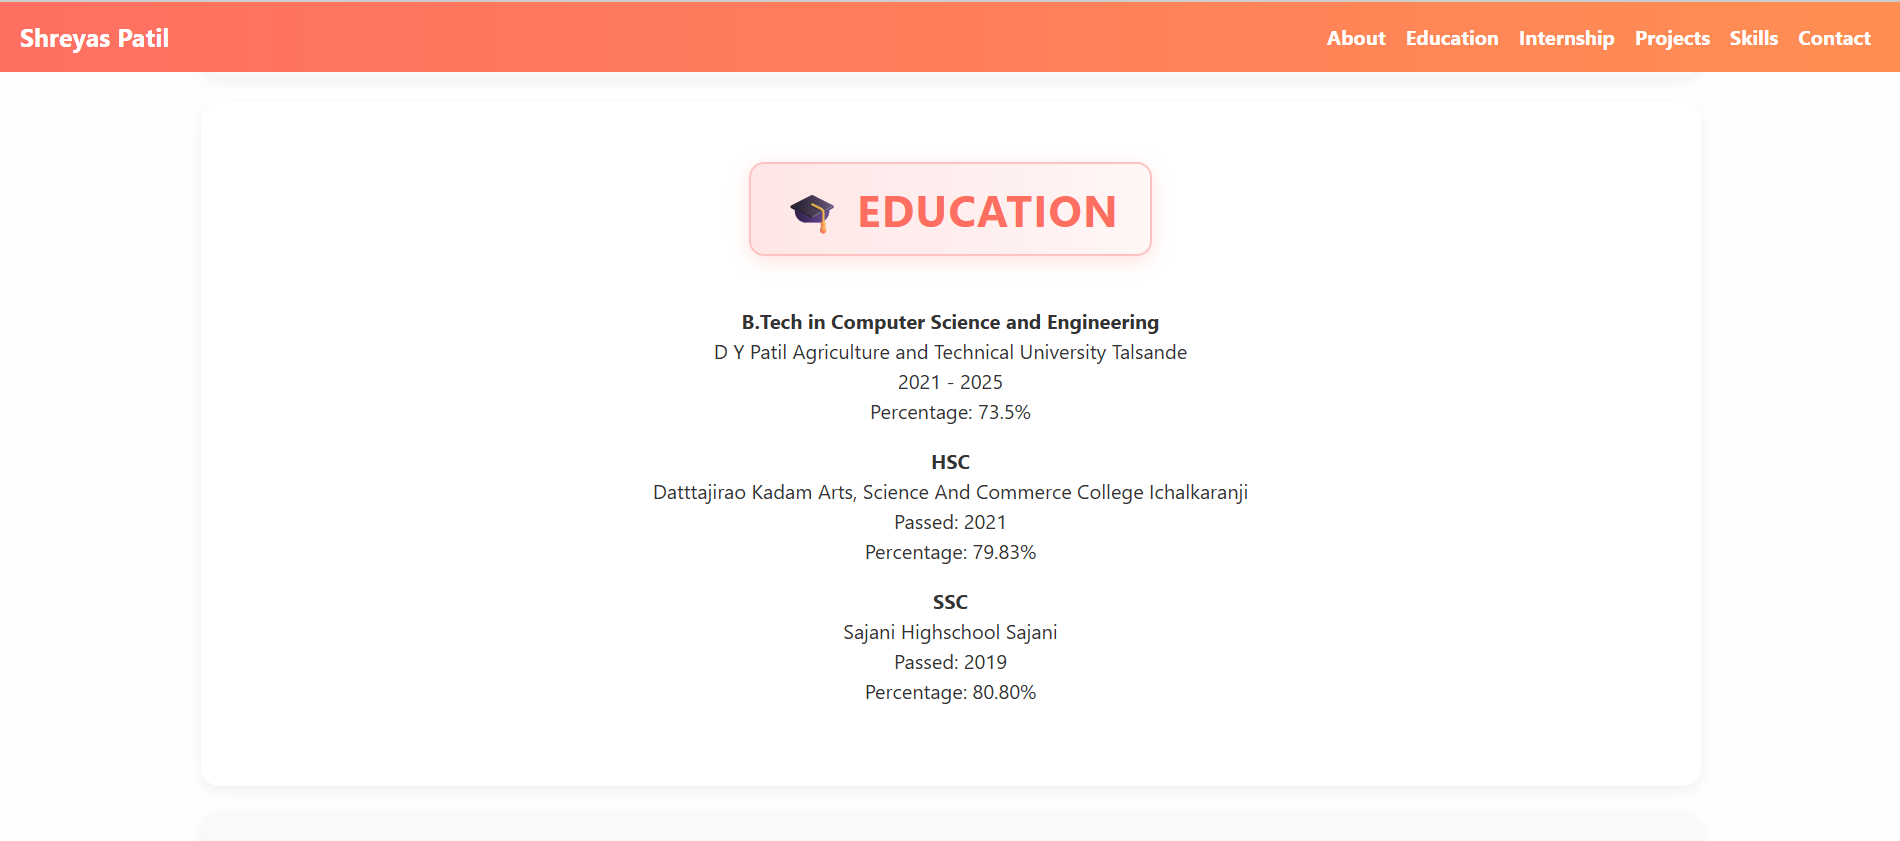 Shreyas Patil
About Education Internship Projects Skills Contact
EDUCATION
B.Tech in Computer Science and Engineering
D Y Patil Agriculture and Technical University Talsande
2021 - 2025
Percentage: 73.5%
HSC
Datttajirao Kadam Arts, Science And Commerce College Ichalkaranji
Passed: 2021
Percentage: 79.83%
SSC
Sajani Highschool Sajani
Passed: 2019
Percentage: 80.80%